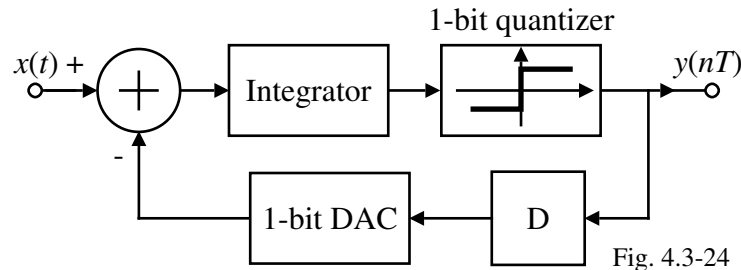 1-bit quantizer
x(t) +
y(nT)
+
Integrator
-
1-bit DAC
D
Fig. 4.3-24